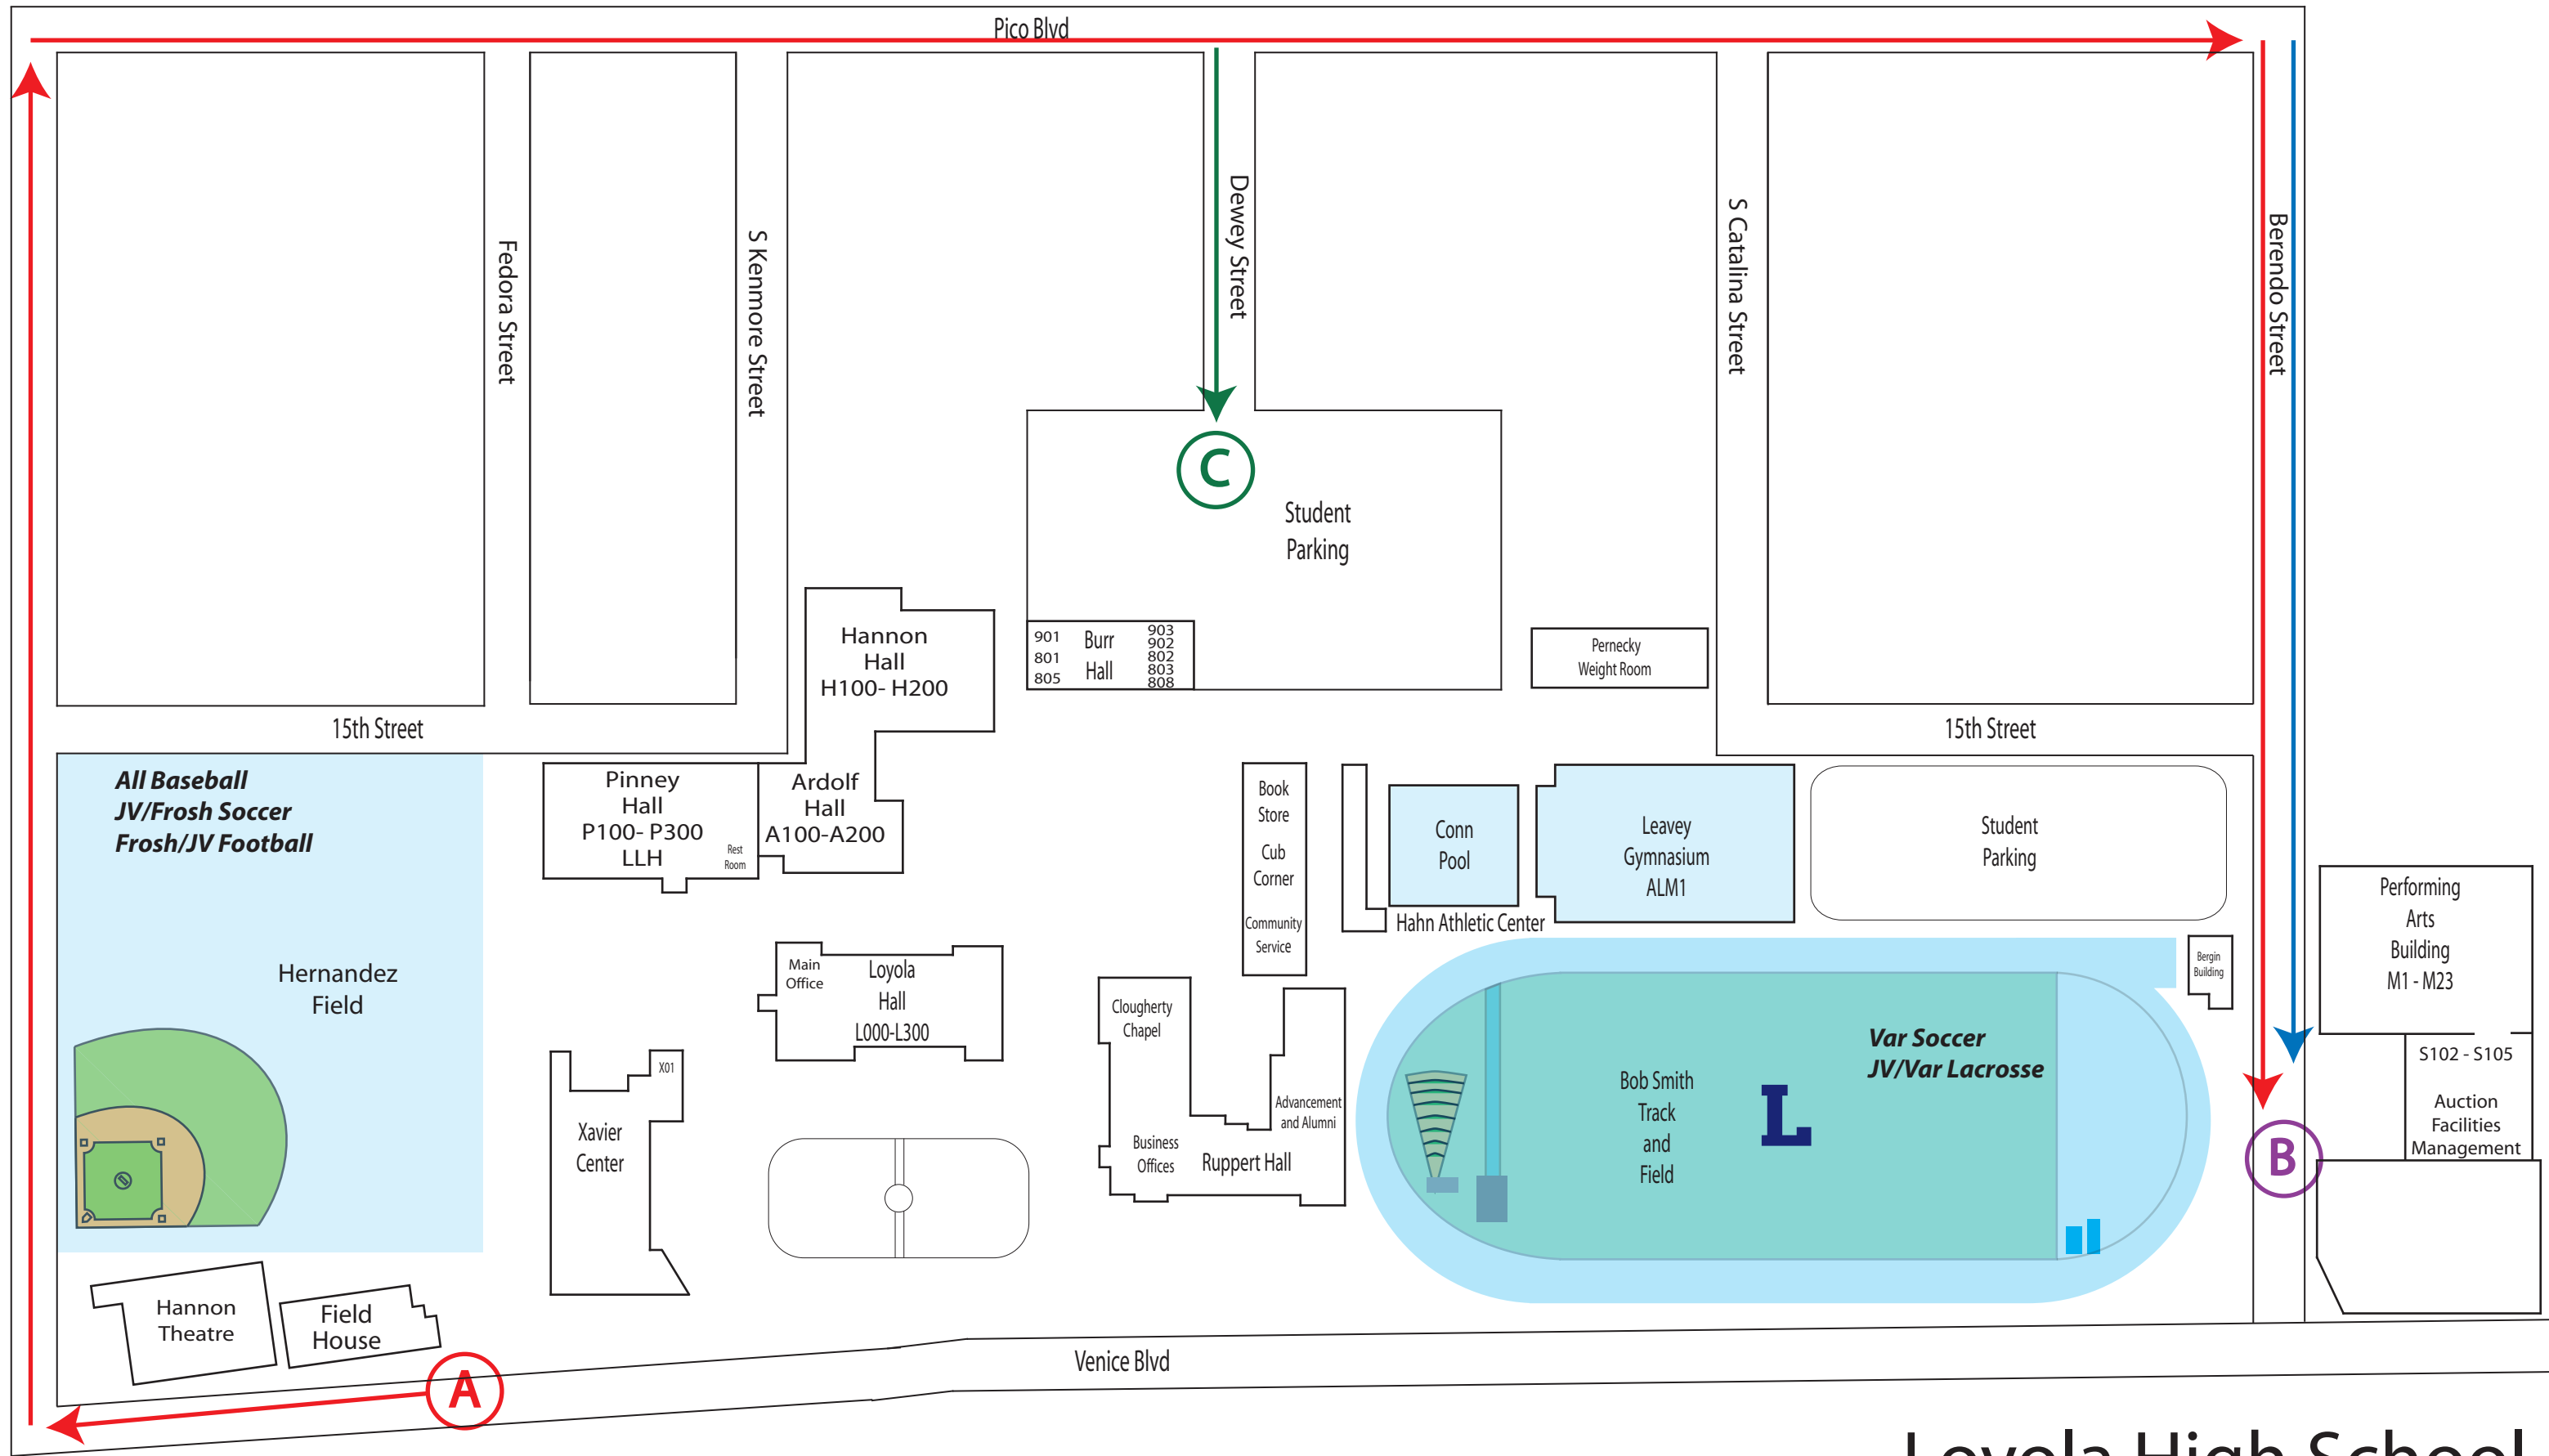 Pico Blvd
Fedora Street
S Kenmore Street
Dewey Street
S Catalina Street
Berendo Street
C
Student
Parking
Hannon
Hall
H100- H200
901
801
805
Burr
Hall
903
902
802
803
808
Pernecky
Weight Room
15th Street
15th Street
All Baseball
JV/Frosh Soccer
Frosh/JV Football
Hernandez
Field
Pinney
Hall
P100- P300
LLH
Rest
Room
Ardolf
Hall
A100-A200
Book
Store
Cub
Corner
Community
Service
Conn
Pool
Hahn Athletic Center
Leavey
Gymnasium
ALM1
Student
Parking
Performing
Arts
Building
M1 - M23
Bergin
Building
Main
Office
Loyola
Hall
L000-L300
Clougherty
Chapel
Advancement
and Alumni
Business
Offices
Ruppert Hall
X01
Xavier
Center
Var Soccer
JV/Var Lacrosse
Bob Smith
Track
and
Field
L
S102 - S105
Auction
Facilities
Management
B
Hannon
Theatre
Field
House
A
Venice Blvd
Loyola High School